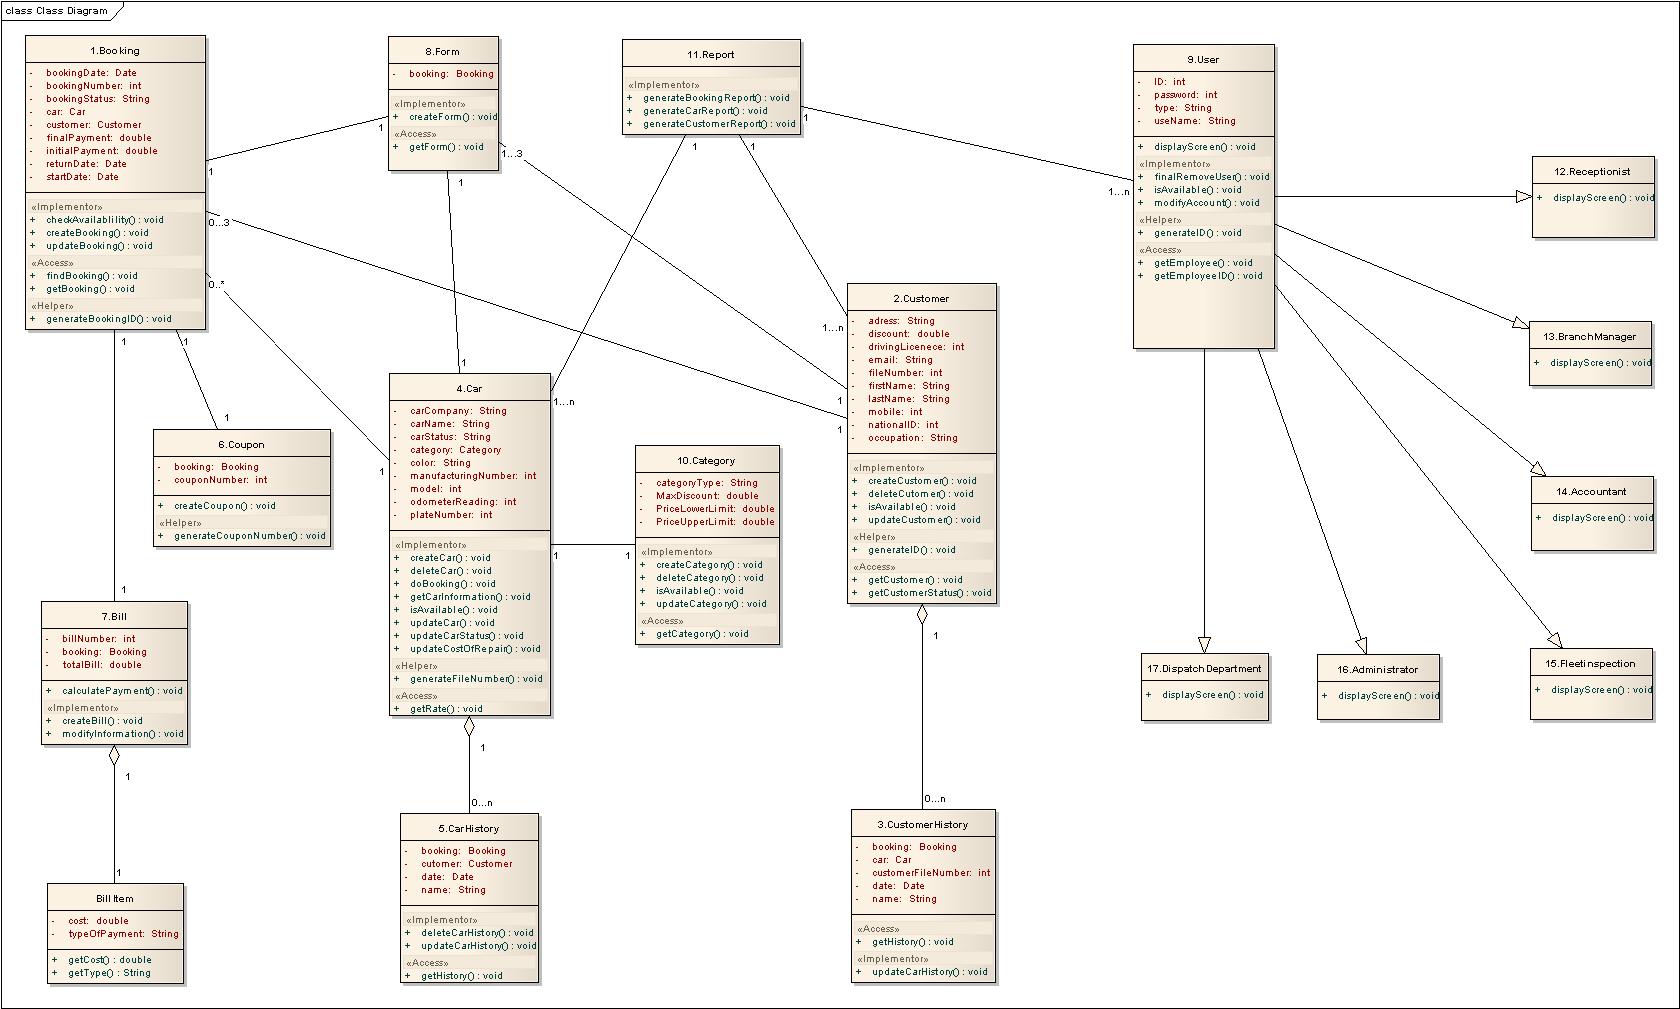 class Class Diagram
1.Booking
- bookingDate: Date
- bookingNumber: int
- bookingStatus: String
- car: Car
- customer: Customer
- finalPayment: double
- initialPayment: double
- returnDate: Date
- startDate: Date
«Implementor»
+ checkAvailablility() : void
+ createBooking() : void
+ updateBooking() : void
«Access»
+ findBooking() : void
+ getBooking() : void
«Helper»
+ generateBookingID() : void
8.Form
- booking: Booking
«Implementor»
+ createForm() : void
«Access»
+ getForm() : void
11.Report
«Implementor»
+ generateBookingReport() : void
+ generateCarReport() : void
+ generateCustomerReport() : void
9.User
- ID: int
- password: int
- type: String
- useName: String
+ displayScreen() : void
«Implementor»
+ finalRemoveUser() : void
+ isAvailable() : void
+ modifyAccount() : void
«Helper»
+ generateID() : void
«Access»
+ getEmployee() : void
+ getEmployeeID() : void
12.Receptionist
+ displayScreen() : void
13.BranchManager
+ displayScreen() : void
14.Accountant
+ displayScreen() : void
15.Fleetinspection
+ displayScreen() : void
16.Administrator
+ displayScreen() : void
17.DispatchDepartment
+ displayScreen() : void
2.Customer
- adress: String
- discount: double
- drivingLicenece: int
- email: String
- fileNumber: int
- firstName: String
- lastName: String
- mobile: int
- nationalID: int
- occupation: String
«Implementor»
+ createCustomer() : void
+ deleteCutomer() : void
+ isAvailable() : void
+ updateCustomer() : void
«Helper»
+ generateID() : void
«Access»
+ getCustomer() : void
+ getCustomerStatus() : void
4.Car
- carCompany: String
- carName: String
- carStatus: String
- category: Category
- color: String
- manufacturingNumber: int
- model: int
- odometerReading: int
- plateNumber: int
«Implementor»
+ createCar() : void
+ deleteCar() : void
+ doBooking() : void
+ getCarInformation() : void
+ isAvailable() : void
+ updateCar() : void
+ updateCarStatus() : void
+ updateCostOfRepair() : void
«Helper»
+ generateFileNumber() : void
«Access»
+ getRate() : void
10.Category
- categoryType: String
- MaxDiscount: double
- PriceLowerLimit: double
- PriceUpperLimit: double
«Implementor»
+ createCategory() : void
+ deleteCategory() : void
+ isAvailable() : void
+ updateCategory() : void
«Access»
+ getCategory() : void
6.Coupon
- booking: Booking
- couponNumber: int
+ createCoupon() : void
«Helper»
+ generateCouponNumber() : void
7.Bill
- billNumber: int
- booking: Booking
- totalBill: double
+ calculatePayment() : void
«Implementor»
+ createBill() : void
+ modifyInformation() : void
Bill Item
- cost: double
- typeOfPayment: String
+ getCost() : double
+ getType() : String
5.CarHistory
- booking: Booking
- cutomer: Customer
- date: Date
- name: String
«Implementor»
+ deleteCarHistory() : void
+ updateCarHistory() : void
«Access»
+ getHistory() : void
3.CustomerHistory
- booking: Booking
- car: Car
- customerFileNumber: int
- date: Date
- name: String
«Access»
+ getHistory() : void
«Implementor»
+ updateCarHistory() : void
1
1
1...3
1
0...3
1
0..*
1
1
1
1
1
1
1
1
1...n
1
1...n
1
1...n
1
1
1
1
1
0...n
1
0...n
1
1